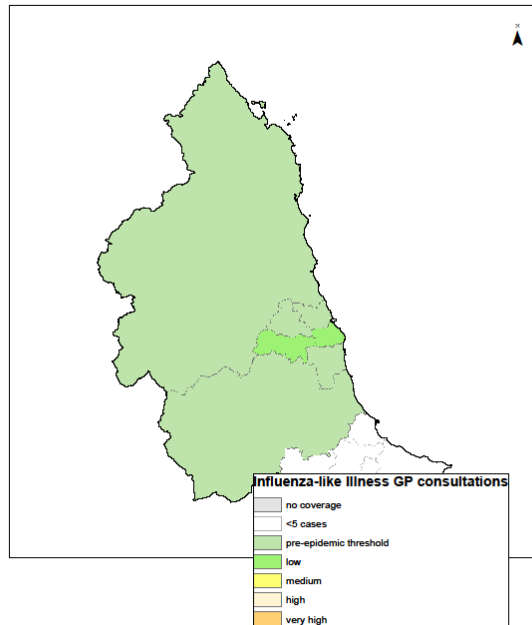 Influenza-like Illness GP consultations
no coverage
<5 cases
pre-epidemic threshold
low
medium
high
very high